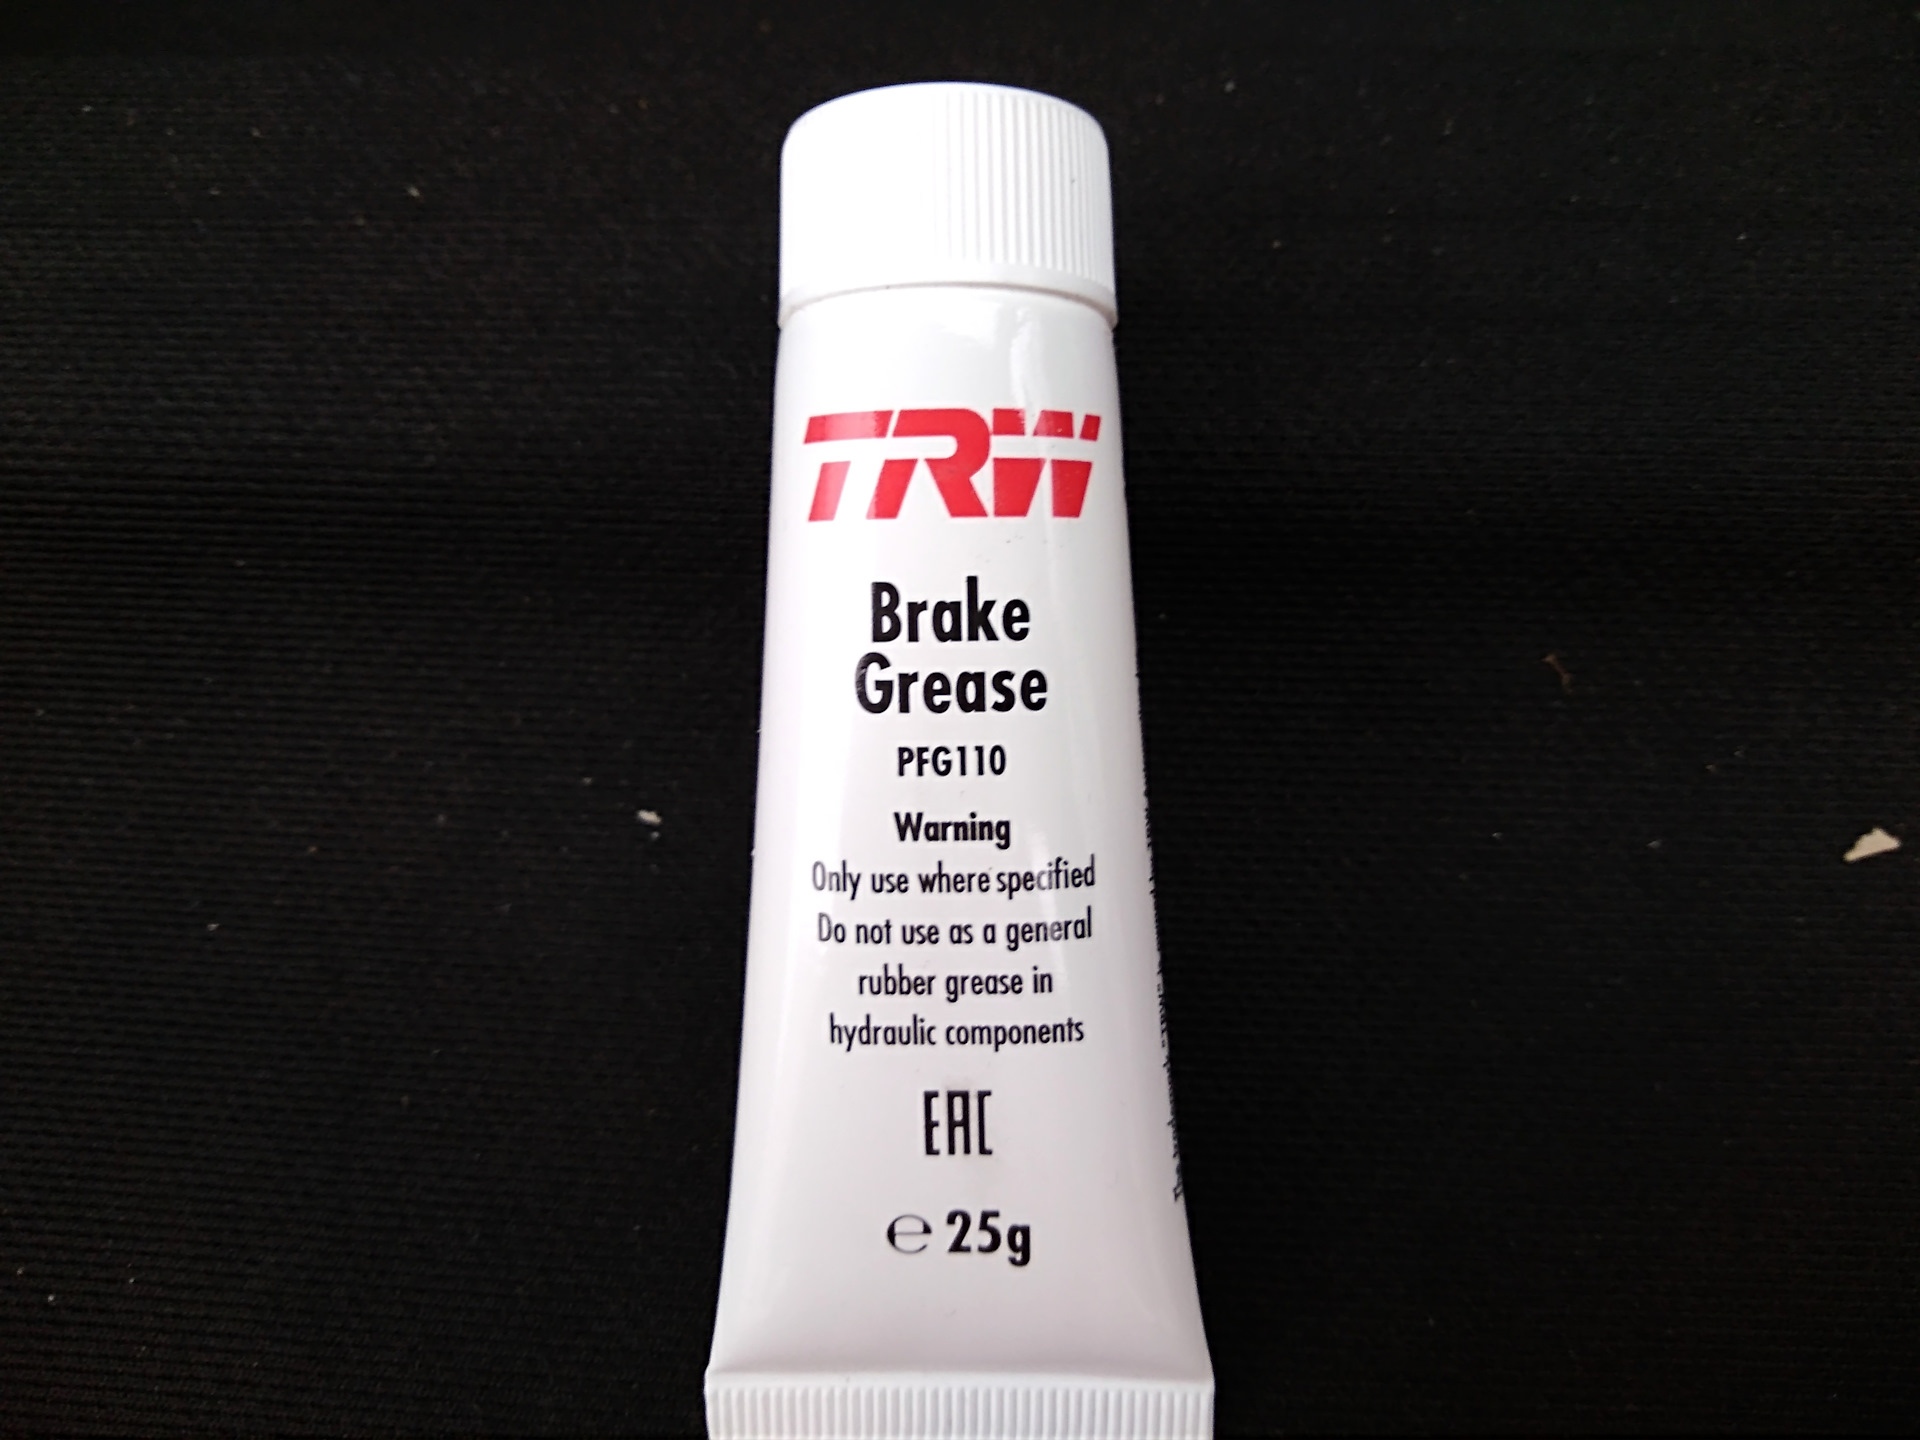 TRW
Brake
Grease
PFG110
Warning
Only use where specified
Do not use as a general
rubber grease in
hydraulic components
EAC
℮ 25g